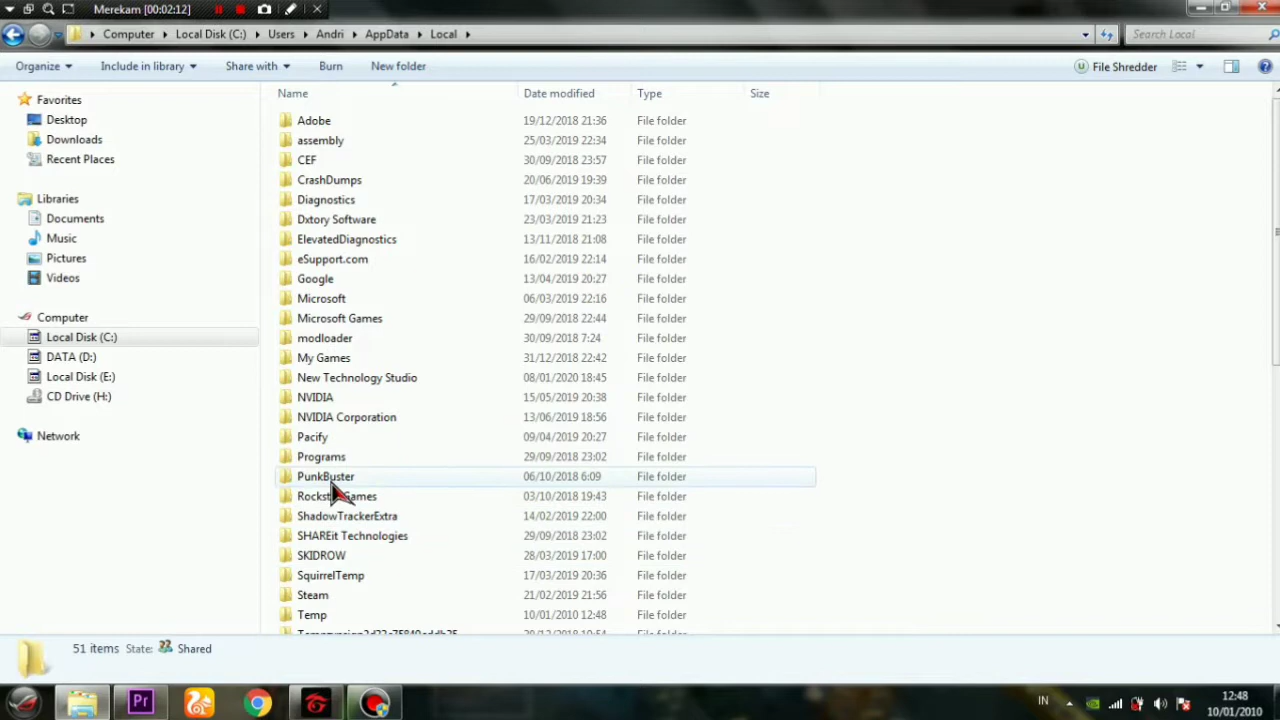 Merekam [00:02:12]
Computer Local Disk (C:) Users Andri AppData Local Search Local
Organize Include in library Share with Burn New folder File Shredder
Name Date modified Type Size
Favorites
Desktop
Downloads
Recent Places
Libraries
Documents
Music
Pictures
Videos
Computer
Local Disk (C:)
DATA (D:)
Local Disk (E:)
CD Drive (H:)
Network
Adobe 19/12/2018 21:36 File folder
assembly 25/03/2019 22:34 File folder
CEF 30/09/2018 23:57 File folder
CrashDumps 20/06/2019 19:39 File folder
Diagnostics 17/03/2019 20:34 File folder
Dxtory Software 23/03/2019 21:23 File folder
ElevatedDiagnostics 13/11/2018 21:08 File folder
eSupport.com 16/02/2019 22:14 File folder
Google 13/04/2019 20:27 File folder
Microsoft 06/03/2019 22:16 File folder
Microsoft Games 29/09/2018 22:44 File folder
modloader 30/09/2018 7:24 File folder
My Games 31/12/2018 22:42 File folder
New Technology Studio 08/01/2020 18:45 File folder
NVIDIA 15/05/2019 20:38 File folder
NVIDIA Corporation 13/06/2019 18:56 File folder
Pacify 09/04/2019 20:27 File folder
Programs 29/09/2018 23:02 File folder
PunkBuster 06/10/2018 6:09 File folder
Games 03/10/2018 19:43 File folder
ShadowTrackerExtra 14/02/2019 22:00 File folder
SHAREit Technologies 29/09/2018 23:02 File folder
SKIDROW 28/03/2019 17:00 File folder
SquirrelTemp 17/03/2019 20:36 File folder
Steam 21/02/2019 21:56 File folder
Temp 10/01/2010 12:48 File folder
File folder
51 items State: Shared
Pr
IN
12:48
10/01/2010